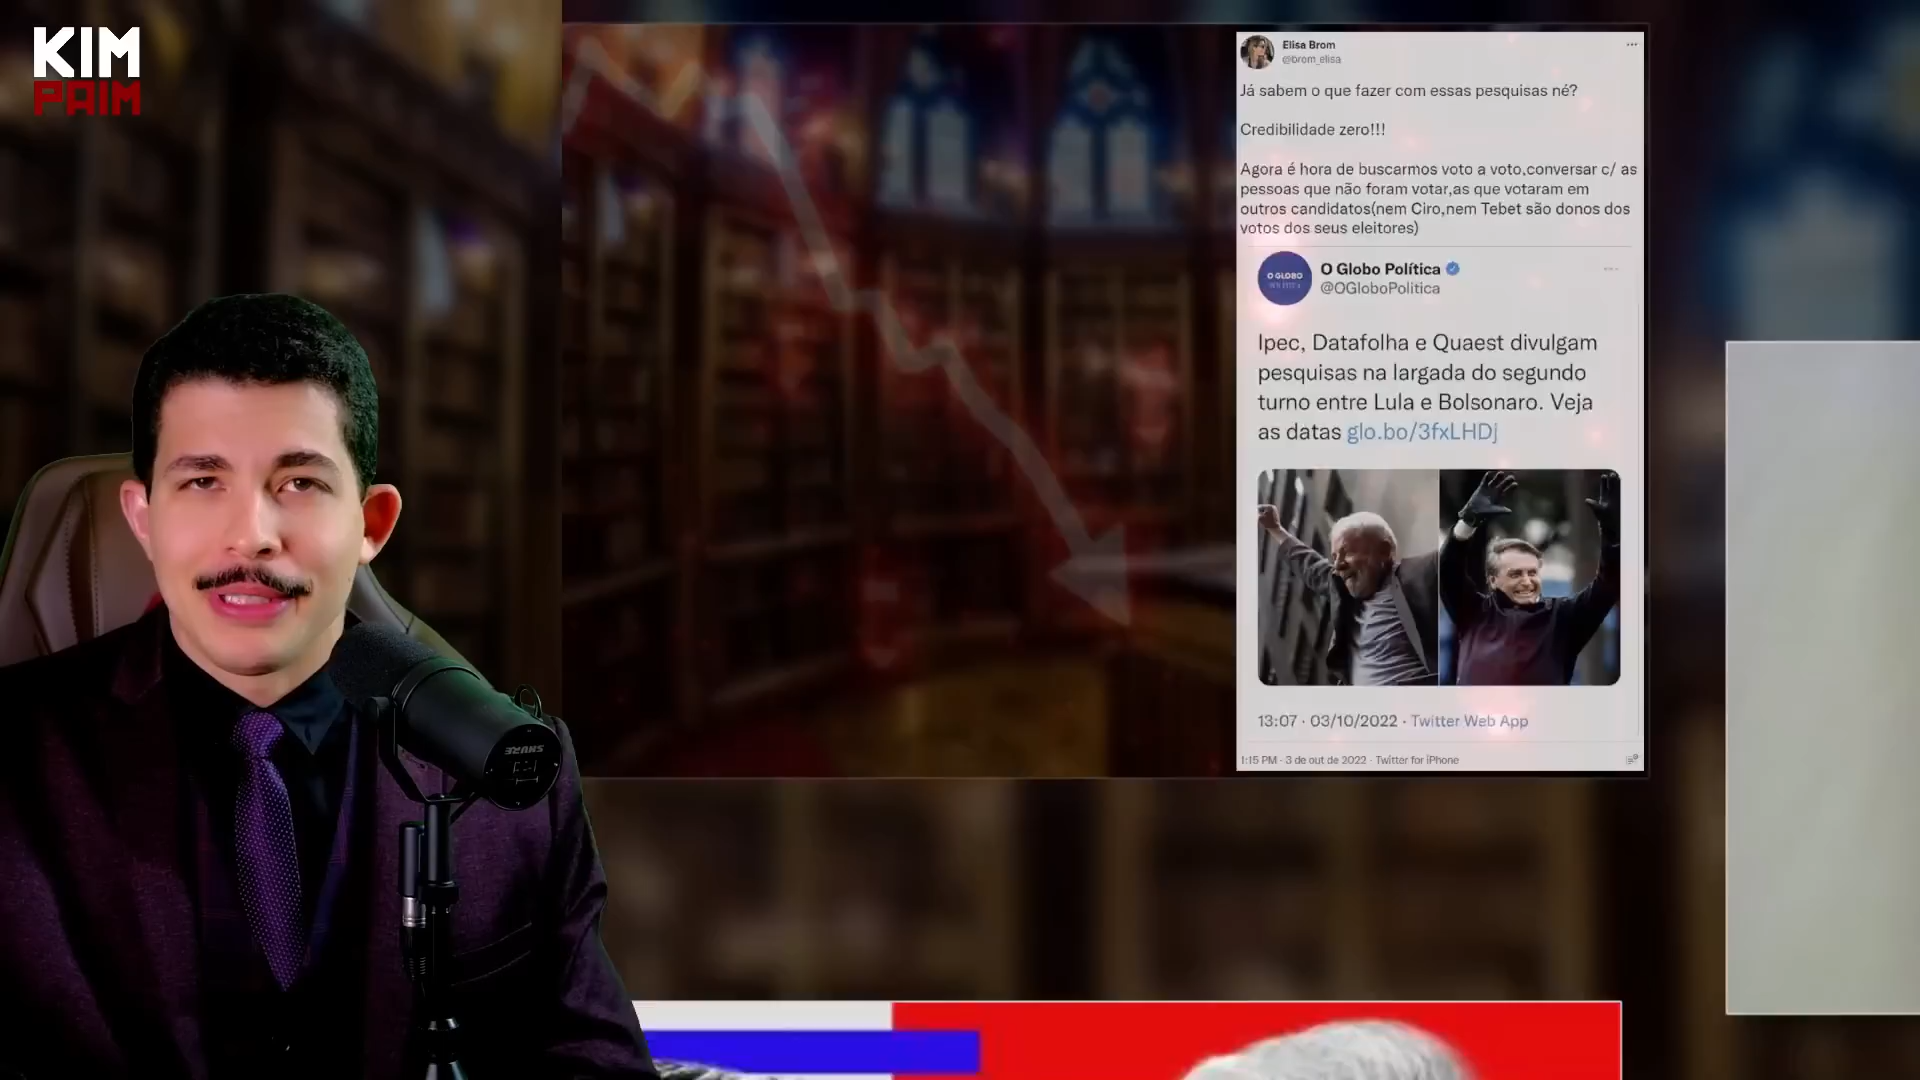 KIM
PAIM
Elisa Brom
@brom_elisa
Já sabem o que fazer com essas pesquisas né?
Credibilidade zero!!!
Agora é hora de buscarmos voto a voto,conversar c/ as
pessoas que não foram votar,as que votaram em
outros candidatos(nem Ciro,nem Tebet são donos dos
votos dos seus eleitores)
O GLOBO
O Globo Política
@OGloboPolitica
Ipec, Datafolha e Quaest divulgam
pesquisas na largada do segundo
turno entre Lula e Bolsonaro. Veja
as datas glo.bo/3fxLHDj
13:07 · 03/10/2022 · Twitter Web App
1:15 PM · 3 de out de 2022 · Twitter for iPhone
SHURE